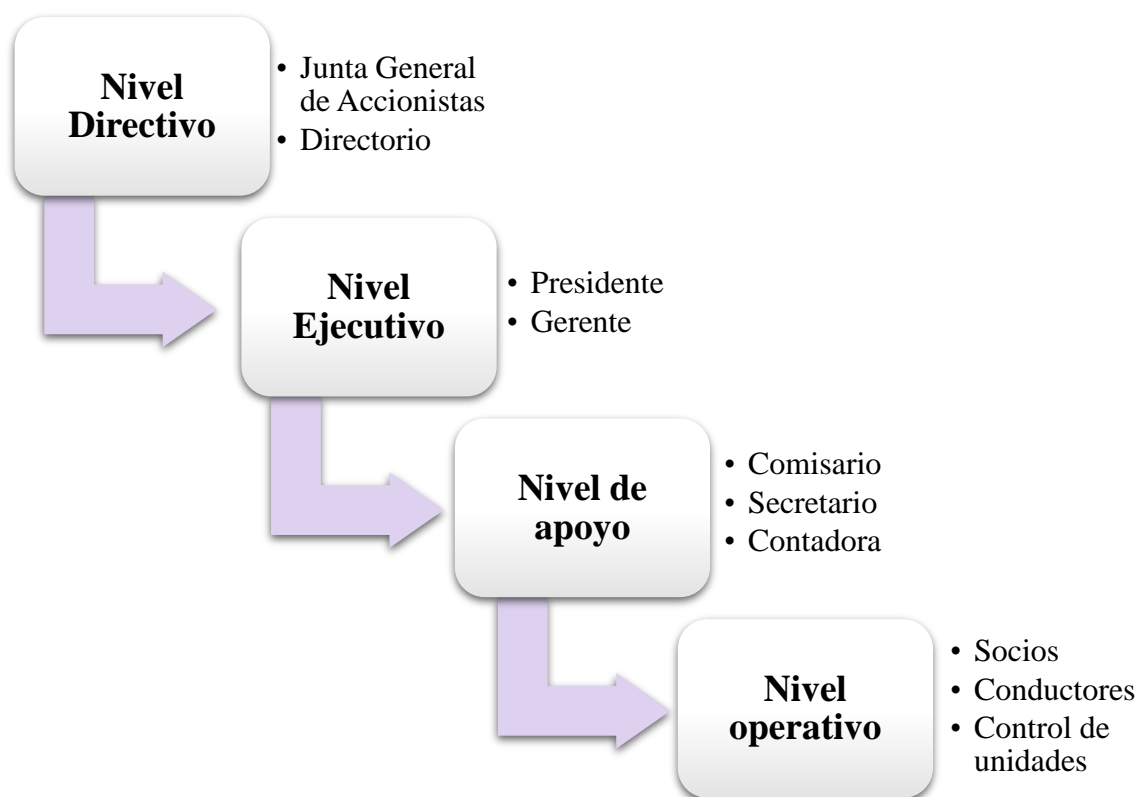 Nivel
Directivo
• Junta General
de Accionistas
• Directorio
Nivel
Ejecutivo
• Presidente
• Gerente
Nivel de
apoyo
• Comisario
• Secretario
• Contadora
Nivel
operativo
• Socios
• Conductores
• Control de
unidades